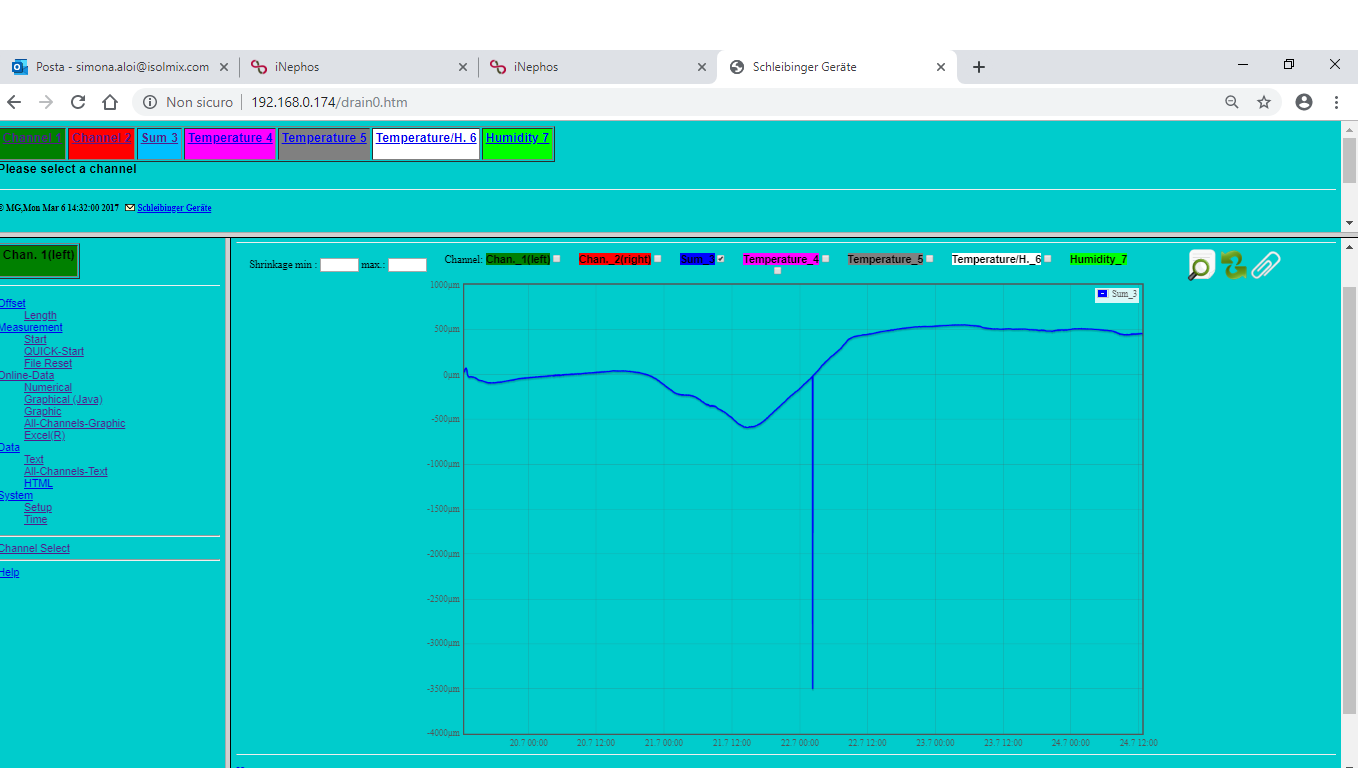 Posta - simona.aloi@isolmix.com iNephos iNephos Schleibinger Geräte
Non sicuro 192.168.0.174/drain0.htm
Channel 1 Channel 2 Sum 3 Temperature 4 Temperature 5 Temperature/H. 6 Humidity 7
Please select a channel
© MG,Mon Mar 6 14:32:00 2017 Schleibinger Geräte
Chan. 1(left)
Offset
Length
Measurement
Start
QUICK-Start
File Reset
Online-Data
Numerical
Graphical (Java)
Graphic
All-Channels-Graphic
Excel(R)
Data
Text
All-Channels-Text
HTML
System
Setup
Time
Channel Select
Help
Shrinkage min : max.: Channel: Chan._1(left) Chan._2(right) Sum_3 Temperature_4 Temperature_5 Temperature/H._6 Humidity_7
Sum_3
1000µm
500µm
0µm
-500µm
-1000µm
-1500µm
-2000µm
-2500µm
-3000µm
-3500µm
-4000µm
20.7 00:00 20.7 12:00 21.7 00:00 21.7 12:00 22.7 00:00 22.7 12:00 23.7 00:00 23.7 12:00 24.7 00:00 24.7 12:00